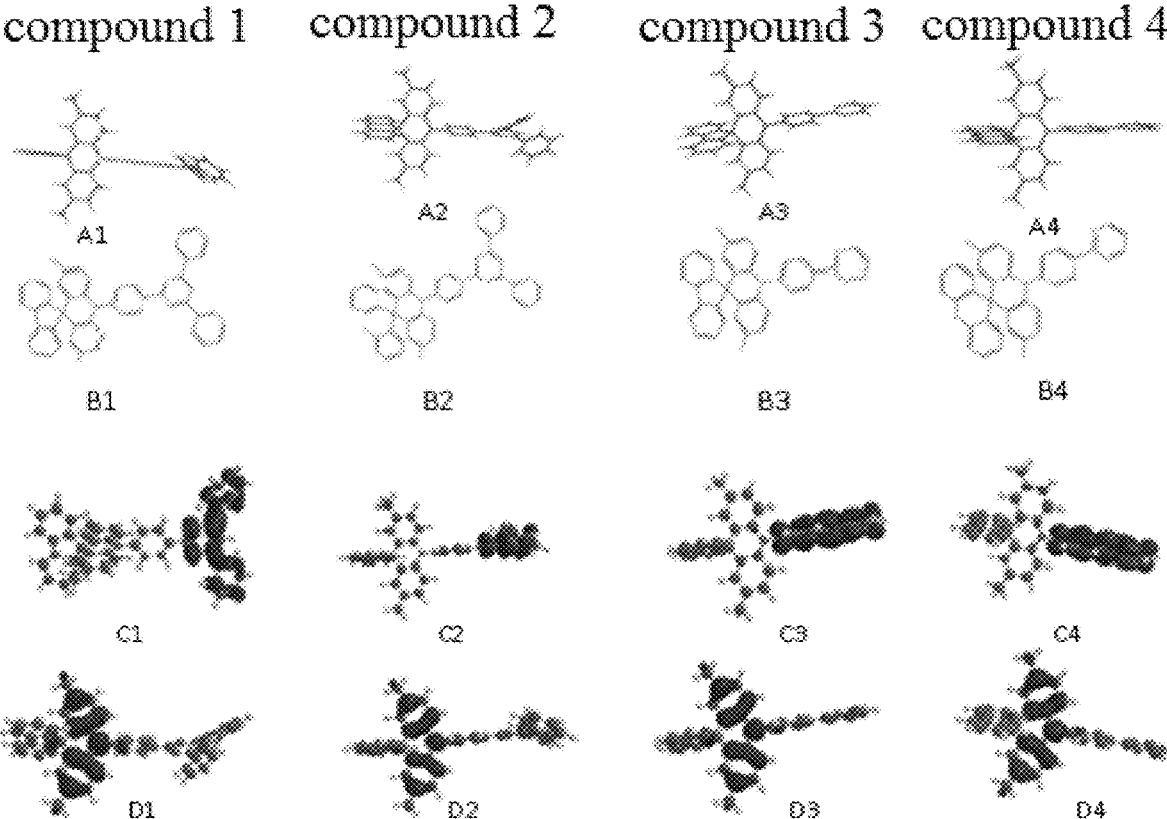 compound 1 compound 2 compound 3 compound 4
A1 A2 A3 A4
B1 B2 B3 B4
C1 C2 C3 C4
D1 D2 D3 D4